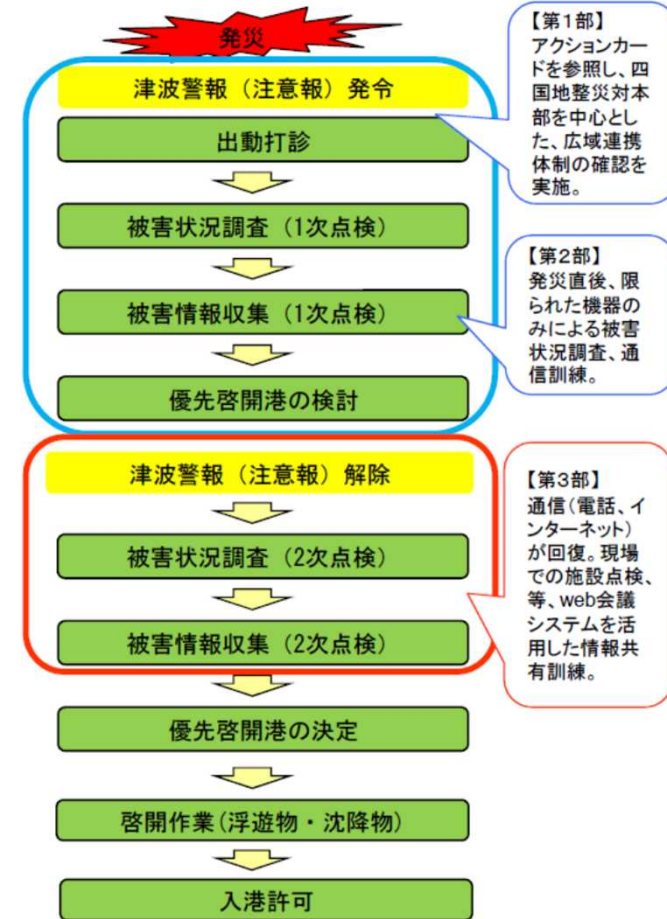 発災
津波警報（注意報）発令
出動打診
被害状況調査（1次点検）
被害情報収集（1次点検）
優先啓開港の検討
津波警報（注意報）解除
被害状況調査（2次点検）
被害情報収集（2次点検）
優先啓開港の決定
啓開作業(浮遊物・沈降物)
入港許可
【第1部】
アクションカー
ドを参照し、四
国地整災対本
部を中心とし
た、広域連携
体制の確認を
実施。
【第2部】
発災直後、限
られた機器の
みによる被害
状況調査、通
信訓練。
【第3部】
通信(電話、イ
ンターネット)
が回復。現場
での施設点検、
等、web会議
システムを活
用した情報共
有訓練。